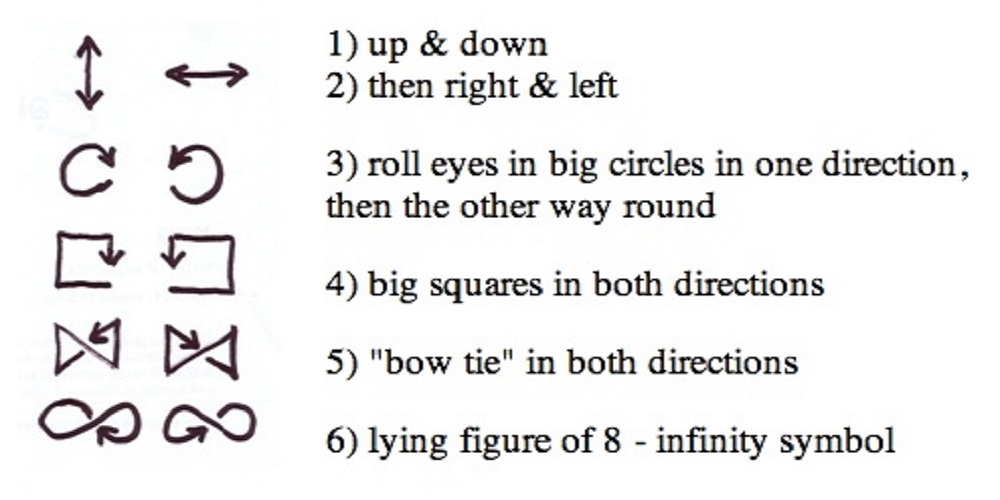 1) up & down
2) then right & left
3) roll eyes in big circles in one direction,
then the other way round
4) big squares in both directions
5) "bow tie" in both directions
6) lying figure of 8 - infinity symbol